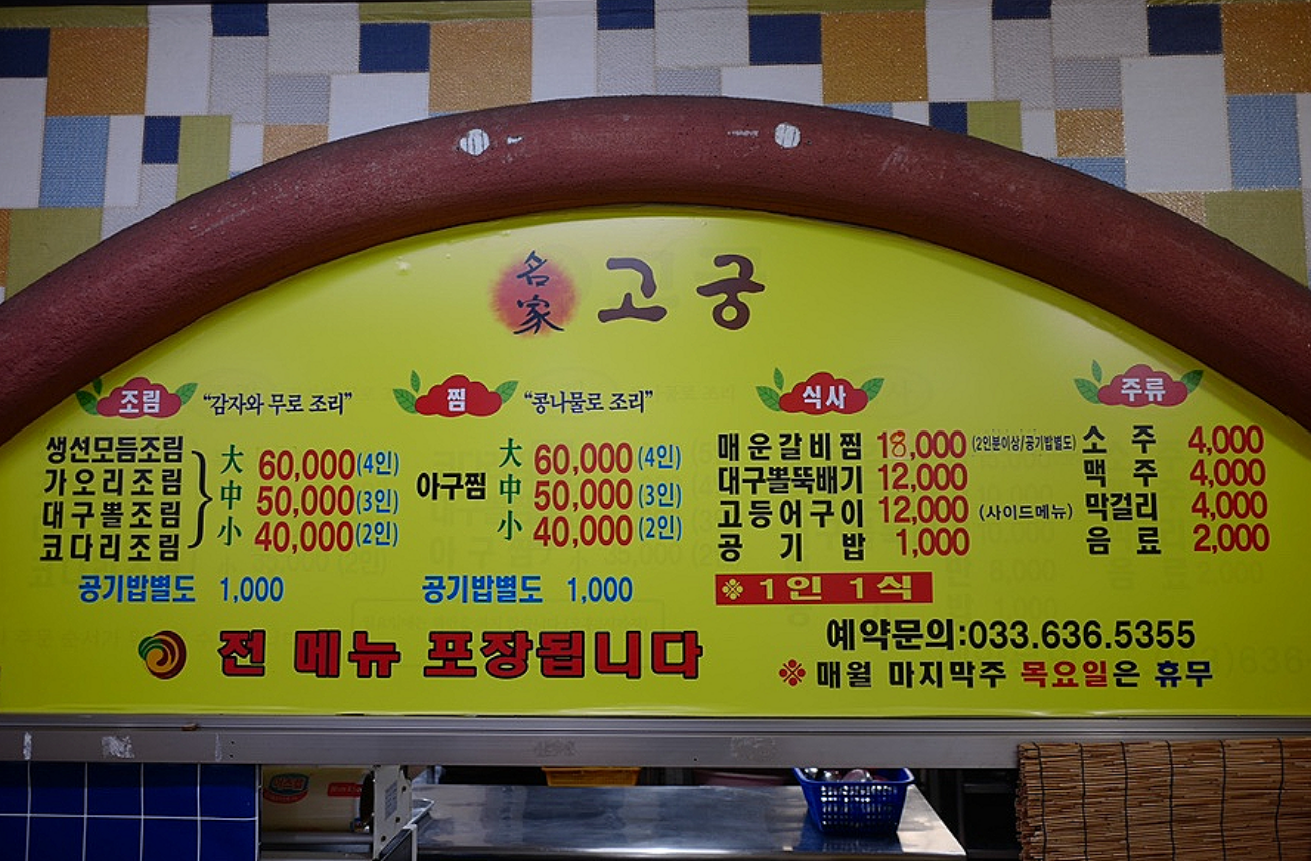 名家 고궁
조림 "감자와 무로 조리"
생선모듬조림
가오리조림
대구뽈조림
코다리조림
大 60,000(4인)
中 50,000(3인)
小 40,000(2인)
공기밥별도 1,000
찜 "콩나물로 조리"
아구찜
大 60,000(4인)
中 50,000(3인)
小 40,000(2인)
공기밥별도 1,000
식사
매운갈비찜 18,000 (2인분이상/공기밥별도)
대구뽈뚝배기 12,000
고등어구이 12,000 (사이드메뉴)
공기밥 1,000
※1인 1식
주류
소주 4,000
맥주 4,000
막걸리 4,000
음료 2,000
전 메뉴 포장됩니다
예약문의:033.636.5355
※매월 마지막주 목요일은 휴무